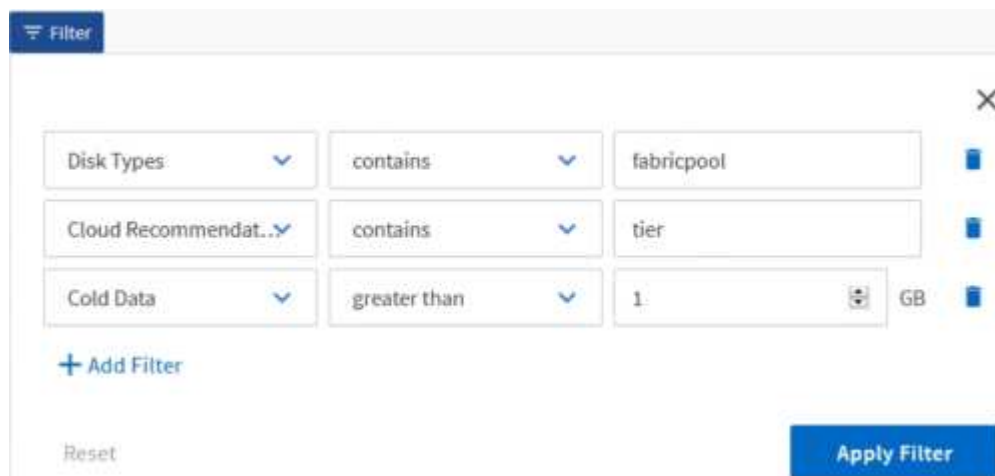 Filter
Disk Types contains fabricpool
Cloud Recommendat... contains tier
Cold Data greater than 1 GB
+ Add Filter
Reset Apply Filter